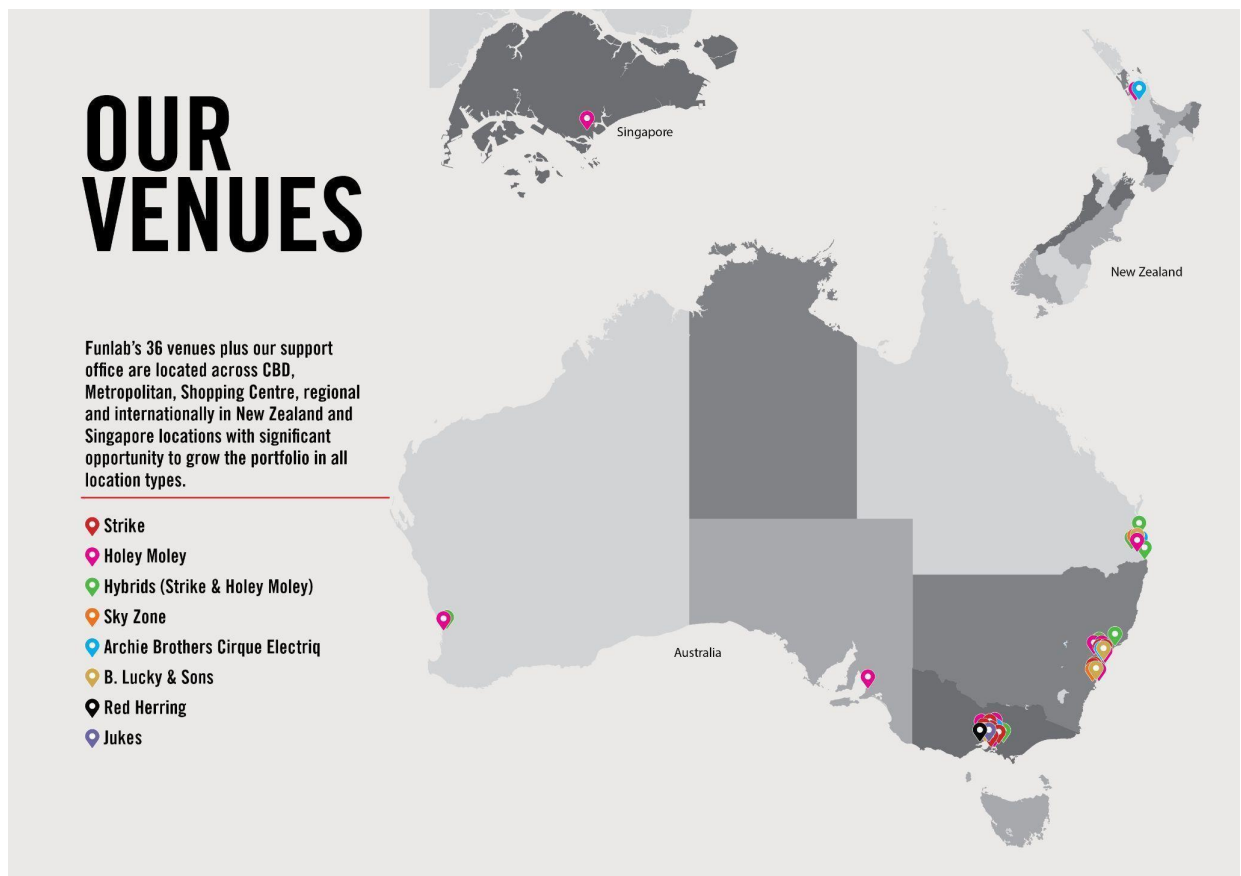 OUR
VENUES
Funlab's 36 venues plus our support
office are located across CBD,
Metropolitan, Shopping Centre, regional
and internationally in New Zealand and
Singapore locations with significant
opportunity to grow the portfolio in all
location types.
Strike
Holey Moley
Hybrids (Strike & Holey Moley)
Sky Zone
Archie Brothers Cirque Electriq
B. Lucky & Sons
Red Herring
Jukes
Singapore
New Zealand
Australia